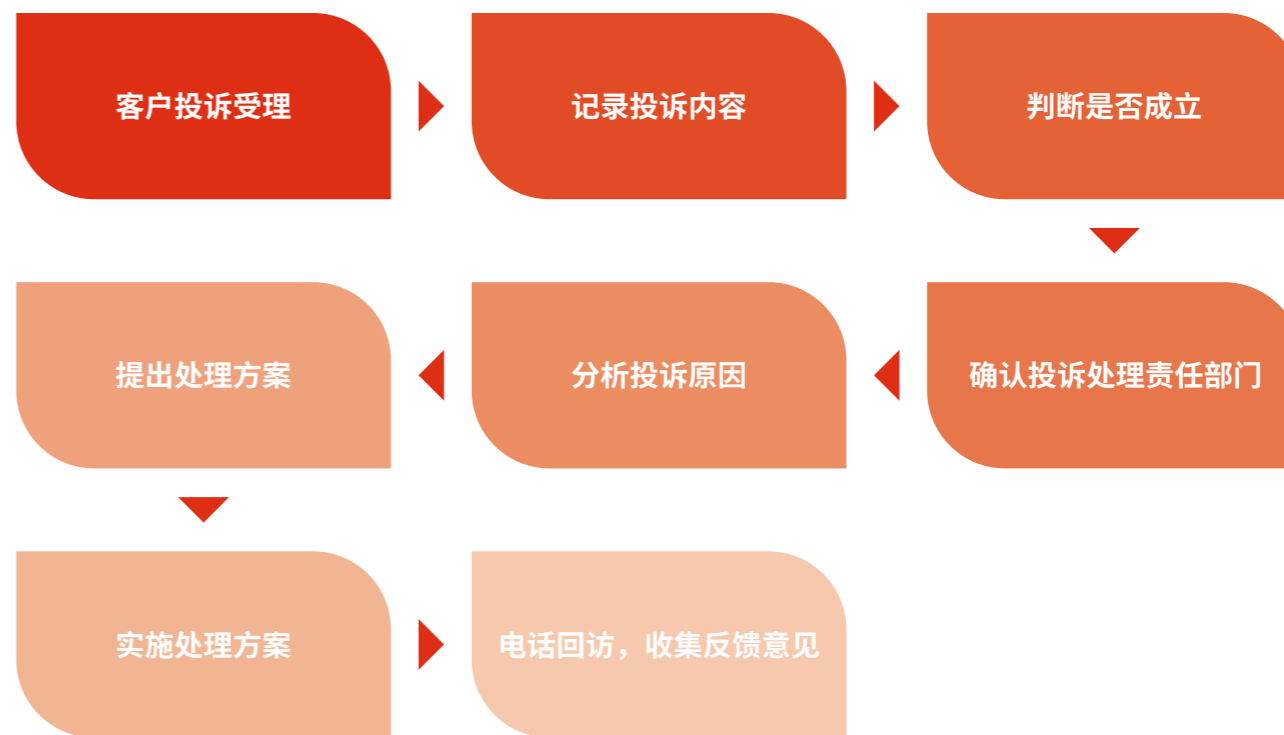 客户投诉受理
记录投诉内容
判断是否成立
确认投诉处理责任部门
分析投诉原因
提出处理方案
实施处理方案
电话回访，收集反馈意见